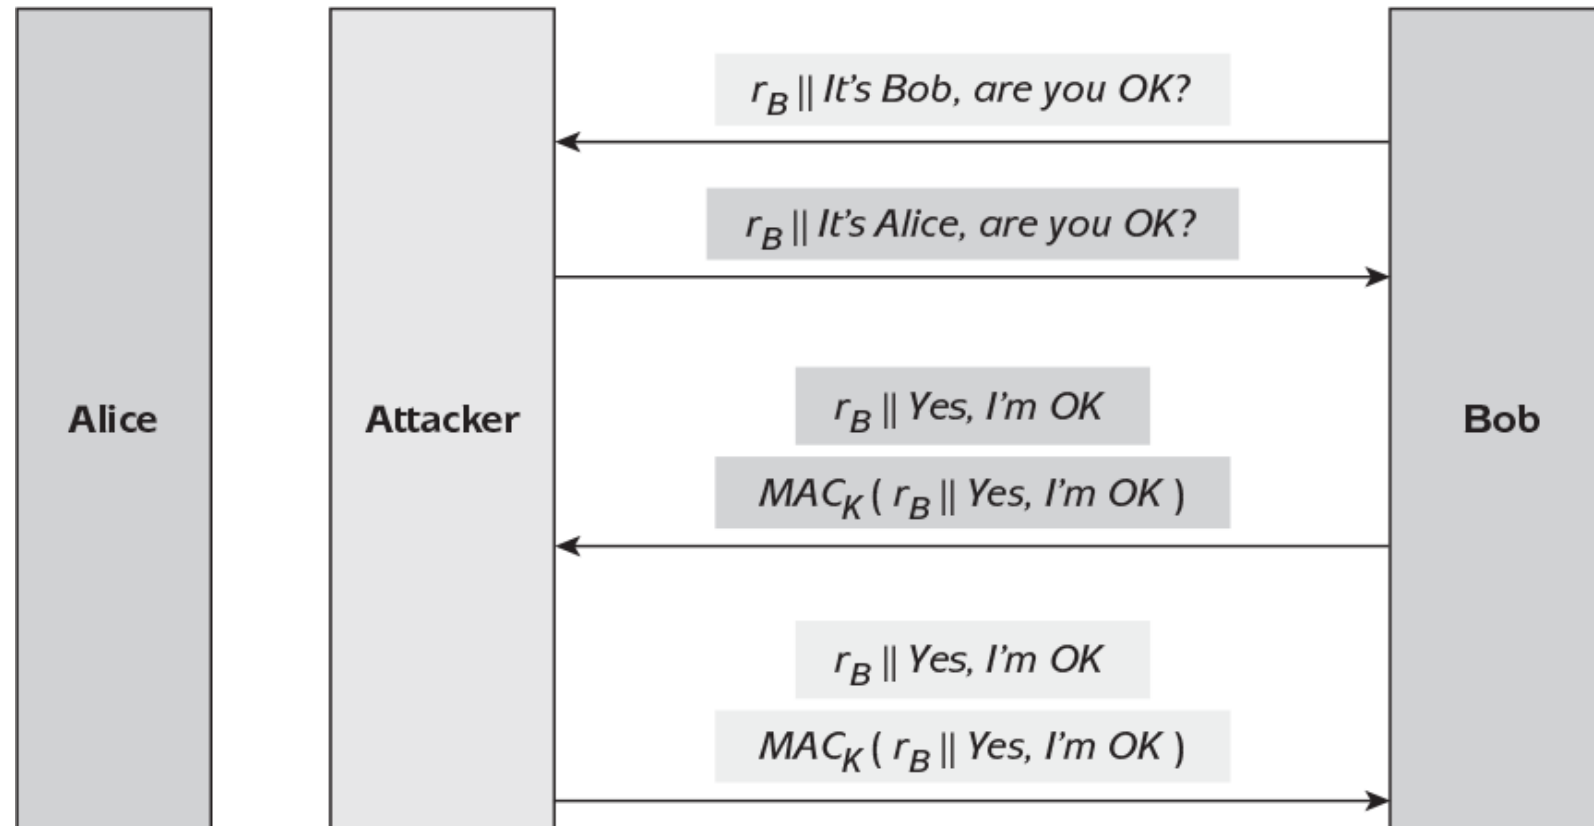 r_B || It's Bob, are you OK?
r_B || It's Alice, are you OK?
Alice
Attacker
r_B || Yes, I'm OK
Bob
MAC_K ( r_B || Yes, I'm OK )
r_B || Yes, I'm OK
MAC_K ( r_B || Yes, I'm OK )